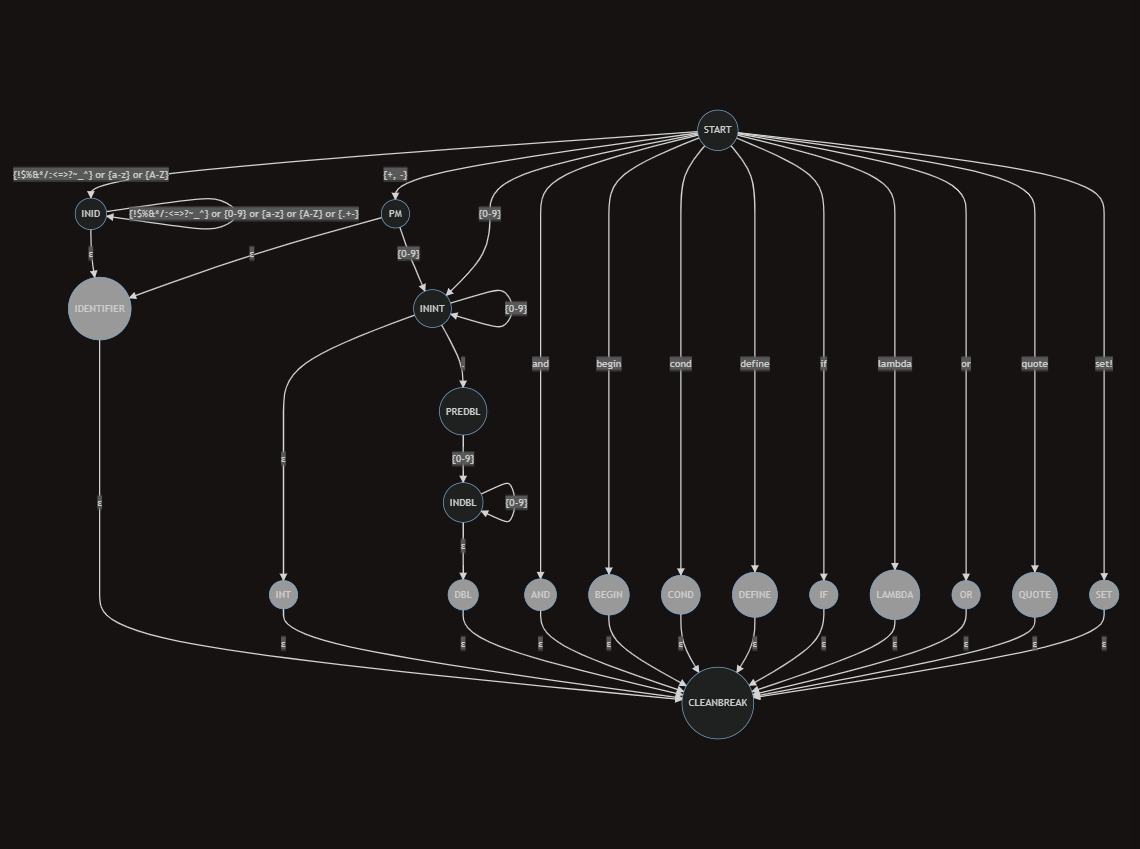 START
{!$%&*/:<=>?~_^} or {a-z} or {A-Z}
{+, -}
INID
{!$%&*/:<=>?~_^} or {0-9} or {a-z} or {A-Z} or {.+-}
PM
{0-9}
ε
ε
{0-9}
IDENTIFIER
ININT
{0-9}
.
and
begin
cond
define
if
lambda
or
quote
set!
PREDBL
ε
{0-9}
ε
INDBL
{0-9}
ε
INT
DBL
AND
BEGIN
COND
DEFINE
IF
LAMBDA
OR
QUOTE
SET
ε
ε
ε
ε
ε
ε
ε
ε
ε
ε
ε
CLEANBREAK